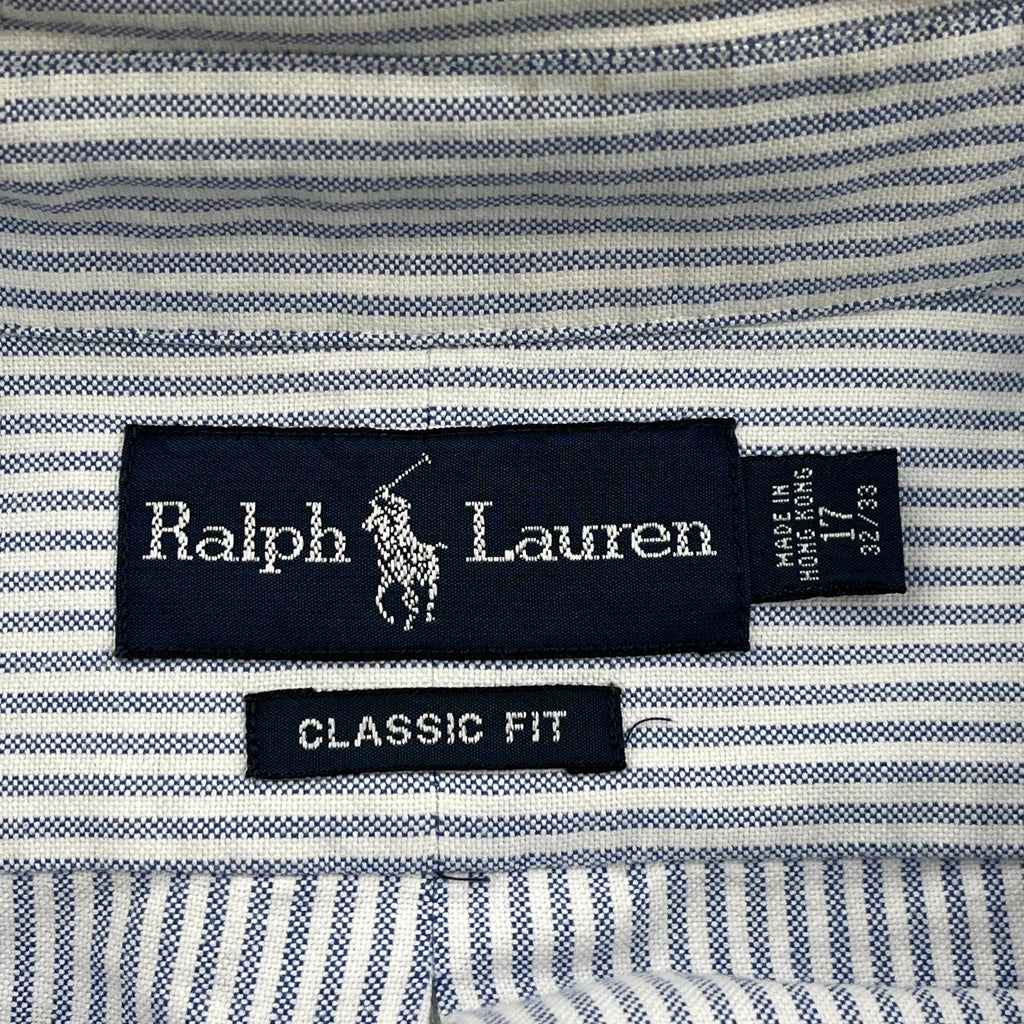 Ralph Lauren
MADE IN
HONG KONG
17
32/33
CLASSIC FIT